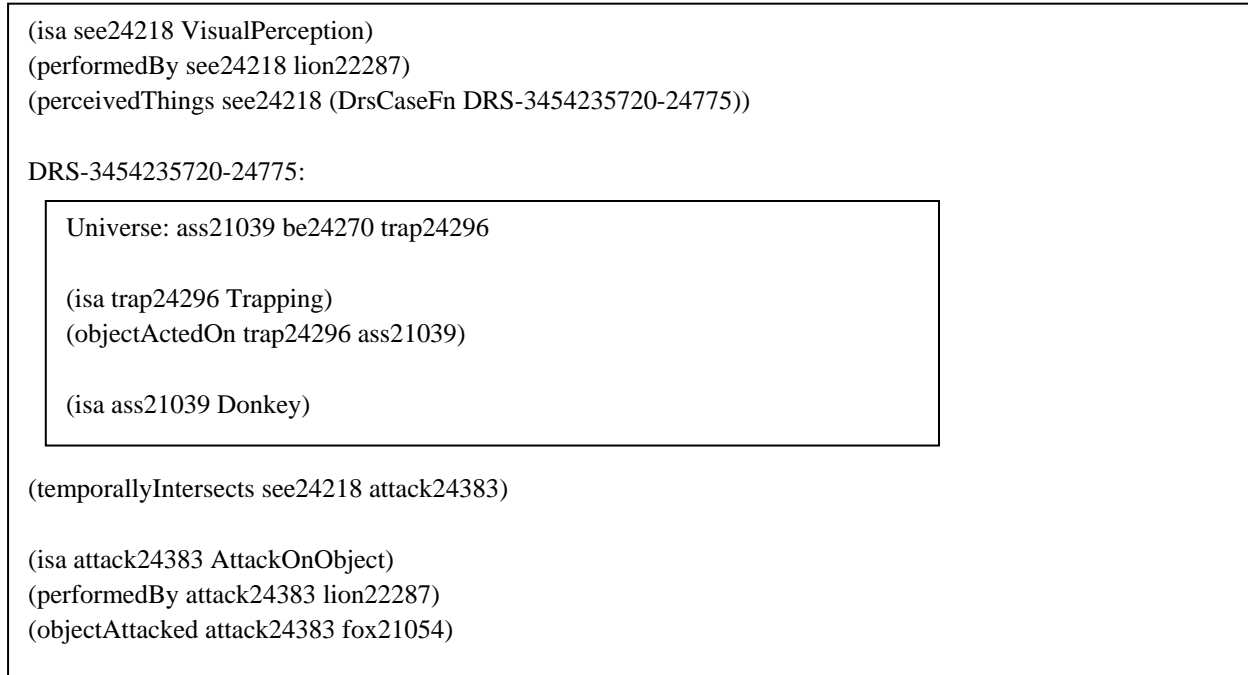 (isa see24218 VisualPerception)
(performedBy see24218 lion22287)
(perceivedThings see24218 (DrsCaseFn DRS-3454235720-24775))
DRS-3454235720-24775:
Universe: ass21039 be24270 trap24296
(isa trap24296 Trapping)
(objectActedOn trap24296 ass21039)
(isa ass21039 Donkey)
(temporallyIntersects see24218 attack24383)
(isa attack24383 AttackOnObject)
(performedBy attack24383 lion22287)
(objectAttacked attack24383 fox21054)